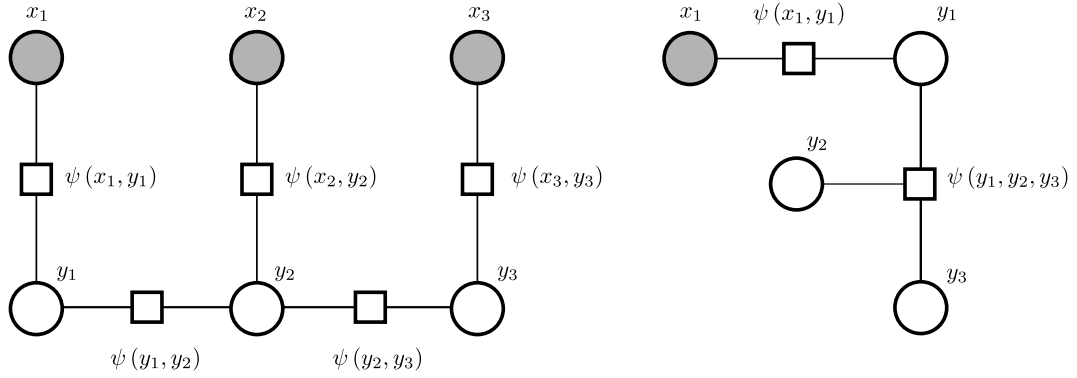 x₁ x₂ x₃ x₁ ψ (x₁, y₁) y₁
y₂
ψ (x₁, y₁) ψ (x₂, y₂) ψ (x₃, y₃) ψ (y₁, y₂, y₃)
y₁ y₂ y₃ y₃
ψ (y₁, y₂) ψ (y₂, y₃)